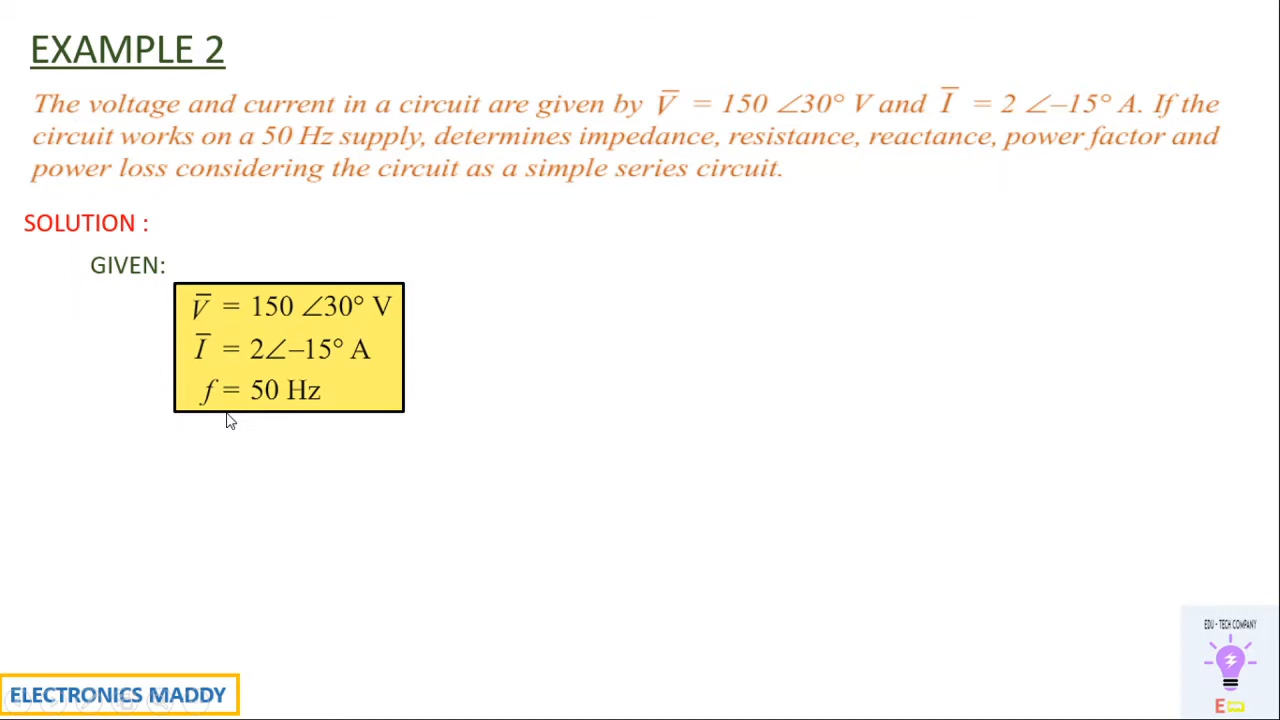 EXAMPLE 2
The voltage and current in a circuit are given by V̅ = 150 ∠30° V and I̅ = 2 ∠–15° A. If the
circuit works on a 50 Hz supply, determines impedance, resistance, reactance, power factor and
power loss considering the circuit as a simple series circuit.
SOLUTION :
GIVEN:
V̅ = 150 ∠30° V
I̅ = 2∠–15° A
f = 50 Hz
EDU - TECH COMPANY
ELECTRONICS MADDY